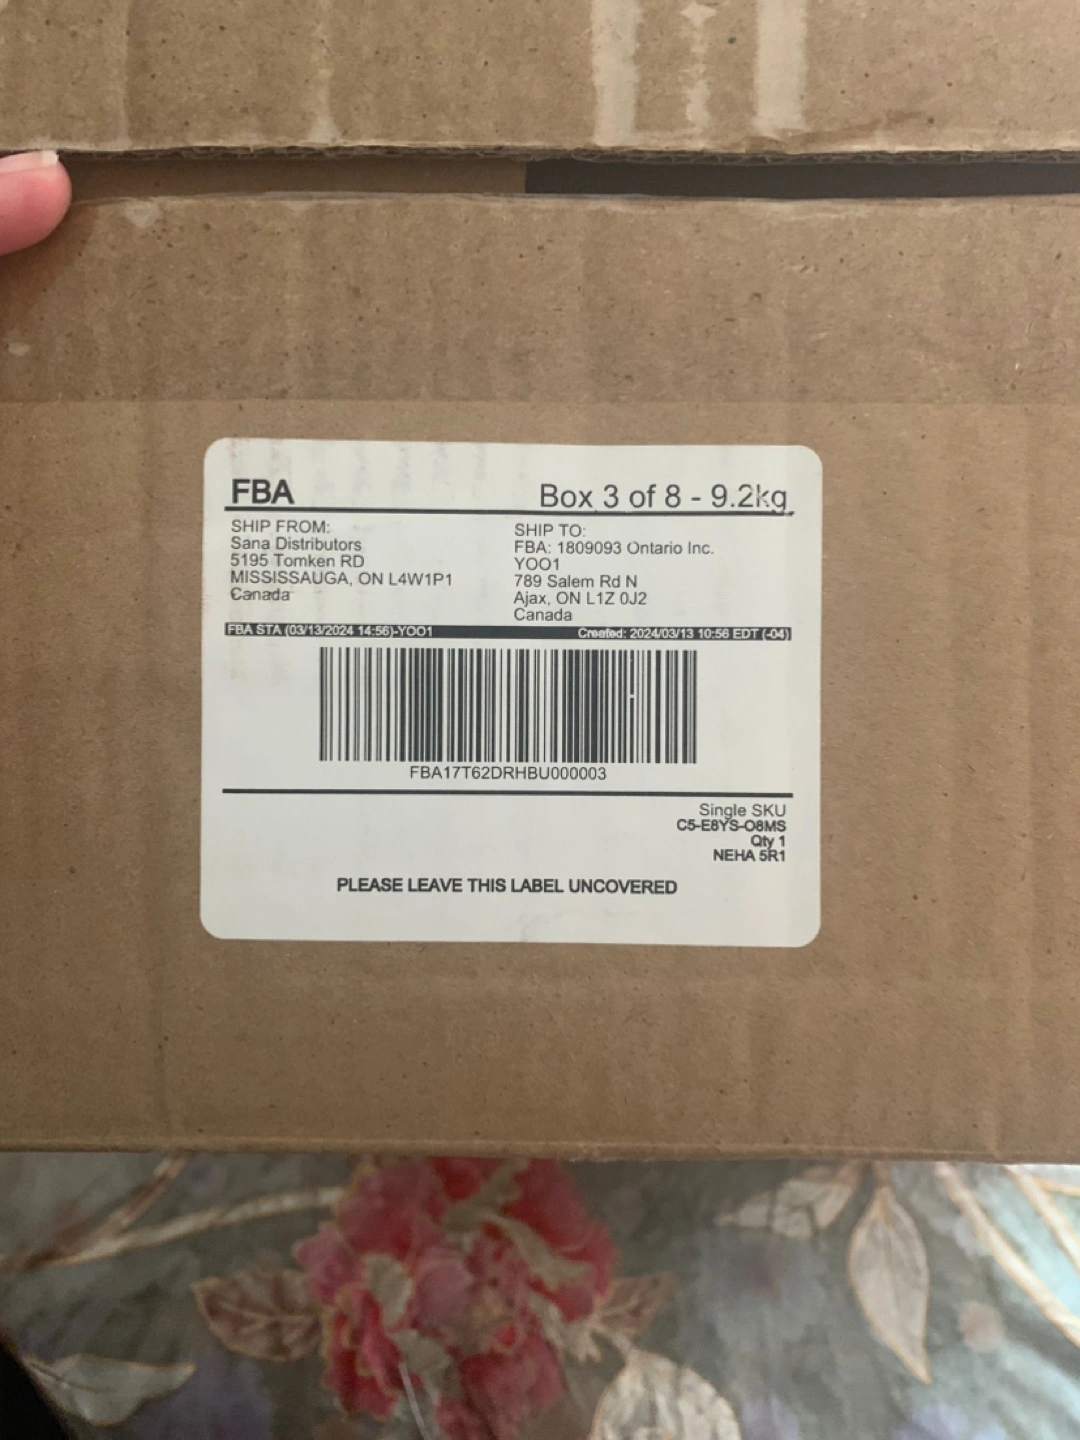 FBA
Box 3 of 8 - 9.2kg
SHIP FROM:
Sana Distributors
5195 Tomken RD
MISSISSAUGA, ON L4W1P1
Canada
SHIP TO:
FBA: 1809093 Ontario Inc.
YOO1
789 Salem Rd N
Ajax, ON L1Z 0J2
Canada
FBA STA (03/13/2024 14:56)-YOO1
Created: 2024/03/13 10:56 EDT (-04)
FBA17T62DRHBU000003
Single SKU
C5-E8YS-O8MS
Qty 1
NEHA 5R1
PLEASE LEAVE THIS LABEL UNCOVERED